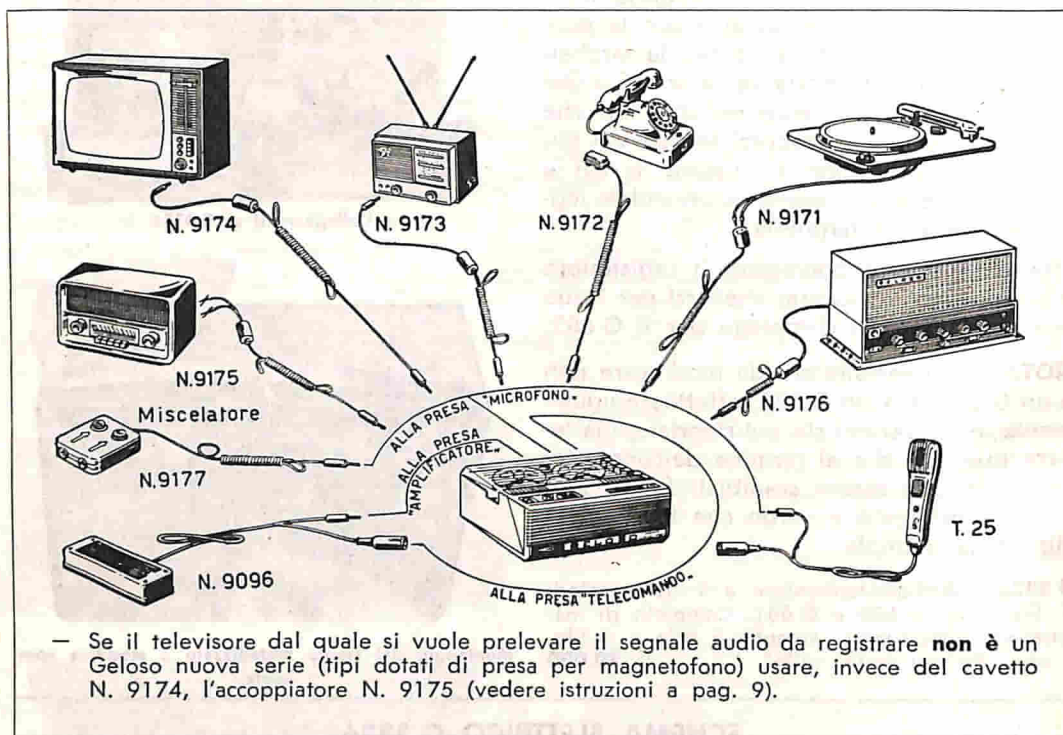 N. 9174
N. 9173
N. 9172
N. 9171
GELOSO
N.9175
N. 9176
Miscelatore
N.9177
ALLA PRESA "MICROFONO„
ALLA PRESA
"AMPLIFICATORE„
N. 9096
T. 25
ALLA PRESA "TELECOMANDO„
— Se il televisore dal quale si vuole prelevare il segnale audio da registrare non è un
Geloso nuova serie (tipi dotati di presa per magnetofono) usare, invece del cavetto
N. 9174, l'accoppiatore N. 9175 (vedere istruzioni a pag. 9).